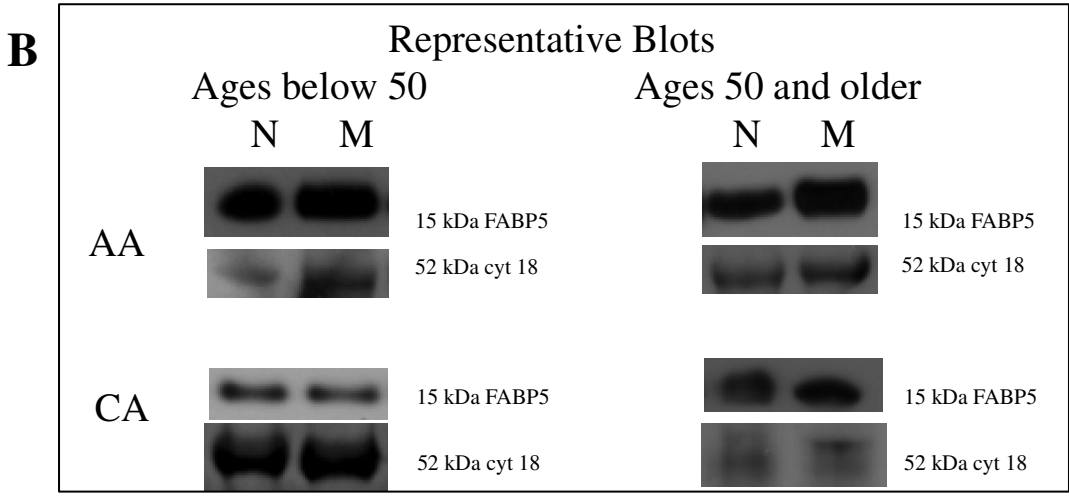 B
Representative Blots
Ages below 50 Ages 50 and older
N M N M
15 kDa FABP5 15 kDa FABP5
AA
52 kDa cyt 18 52 kDa cyt 18
15 kDa FABP5 15 kDa FABP5
CA
52 kDa cyt 18 52 kDa cyt 18